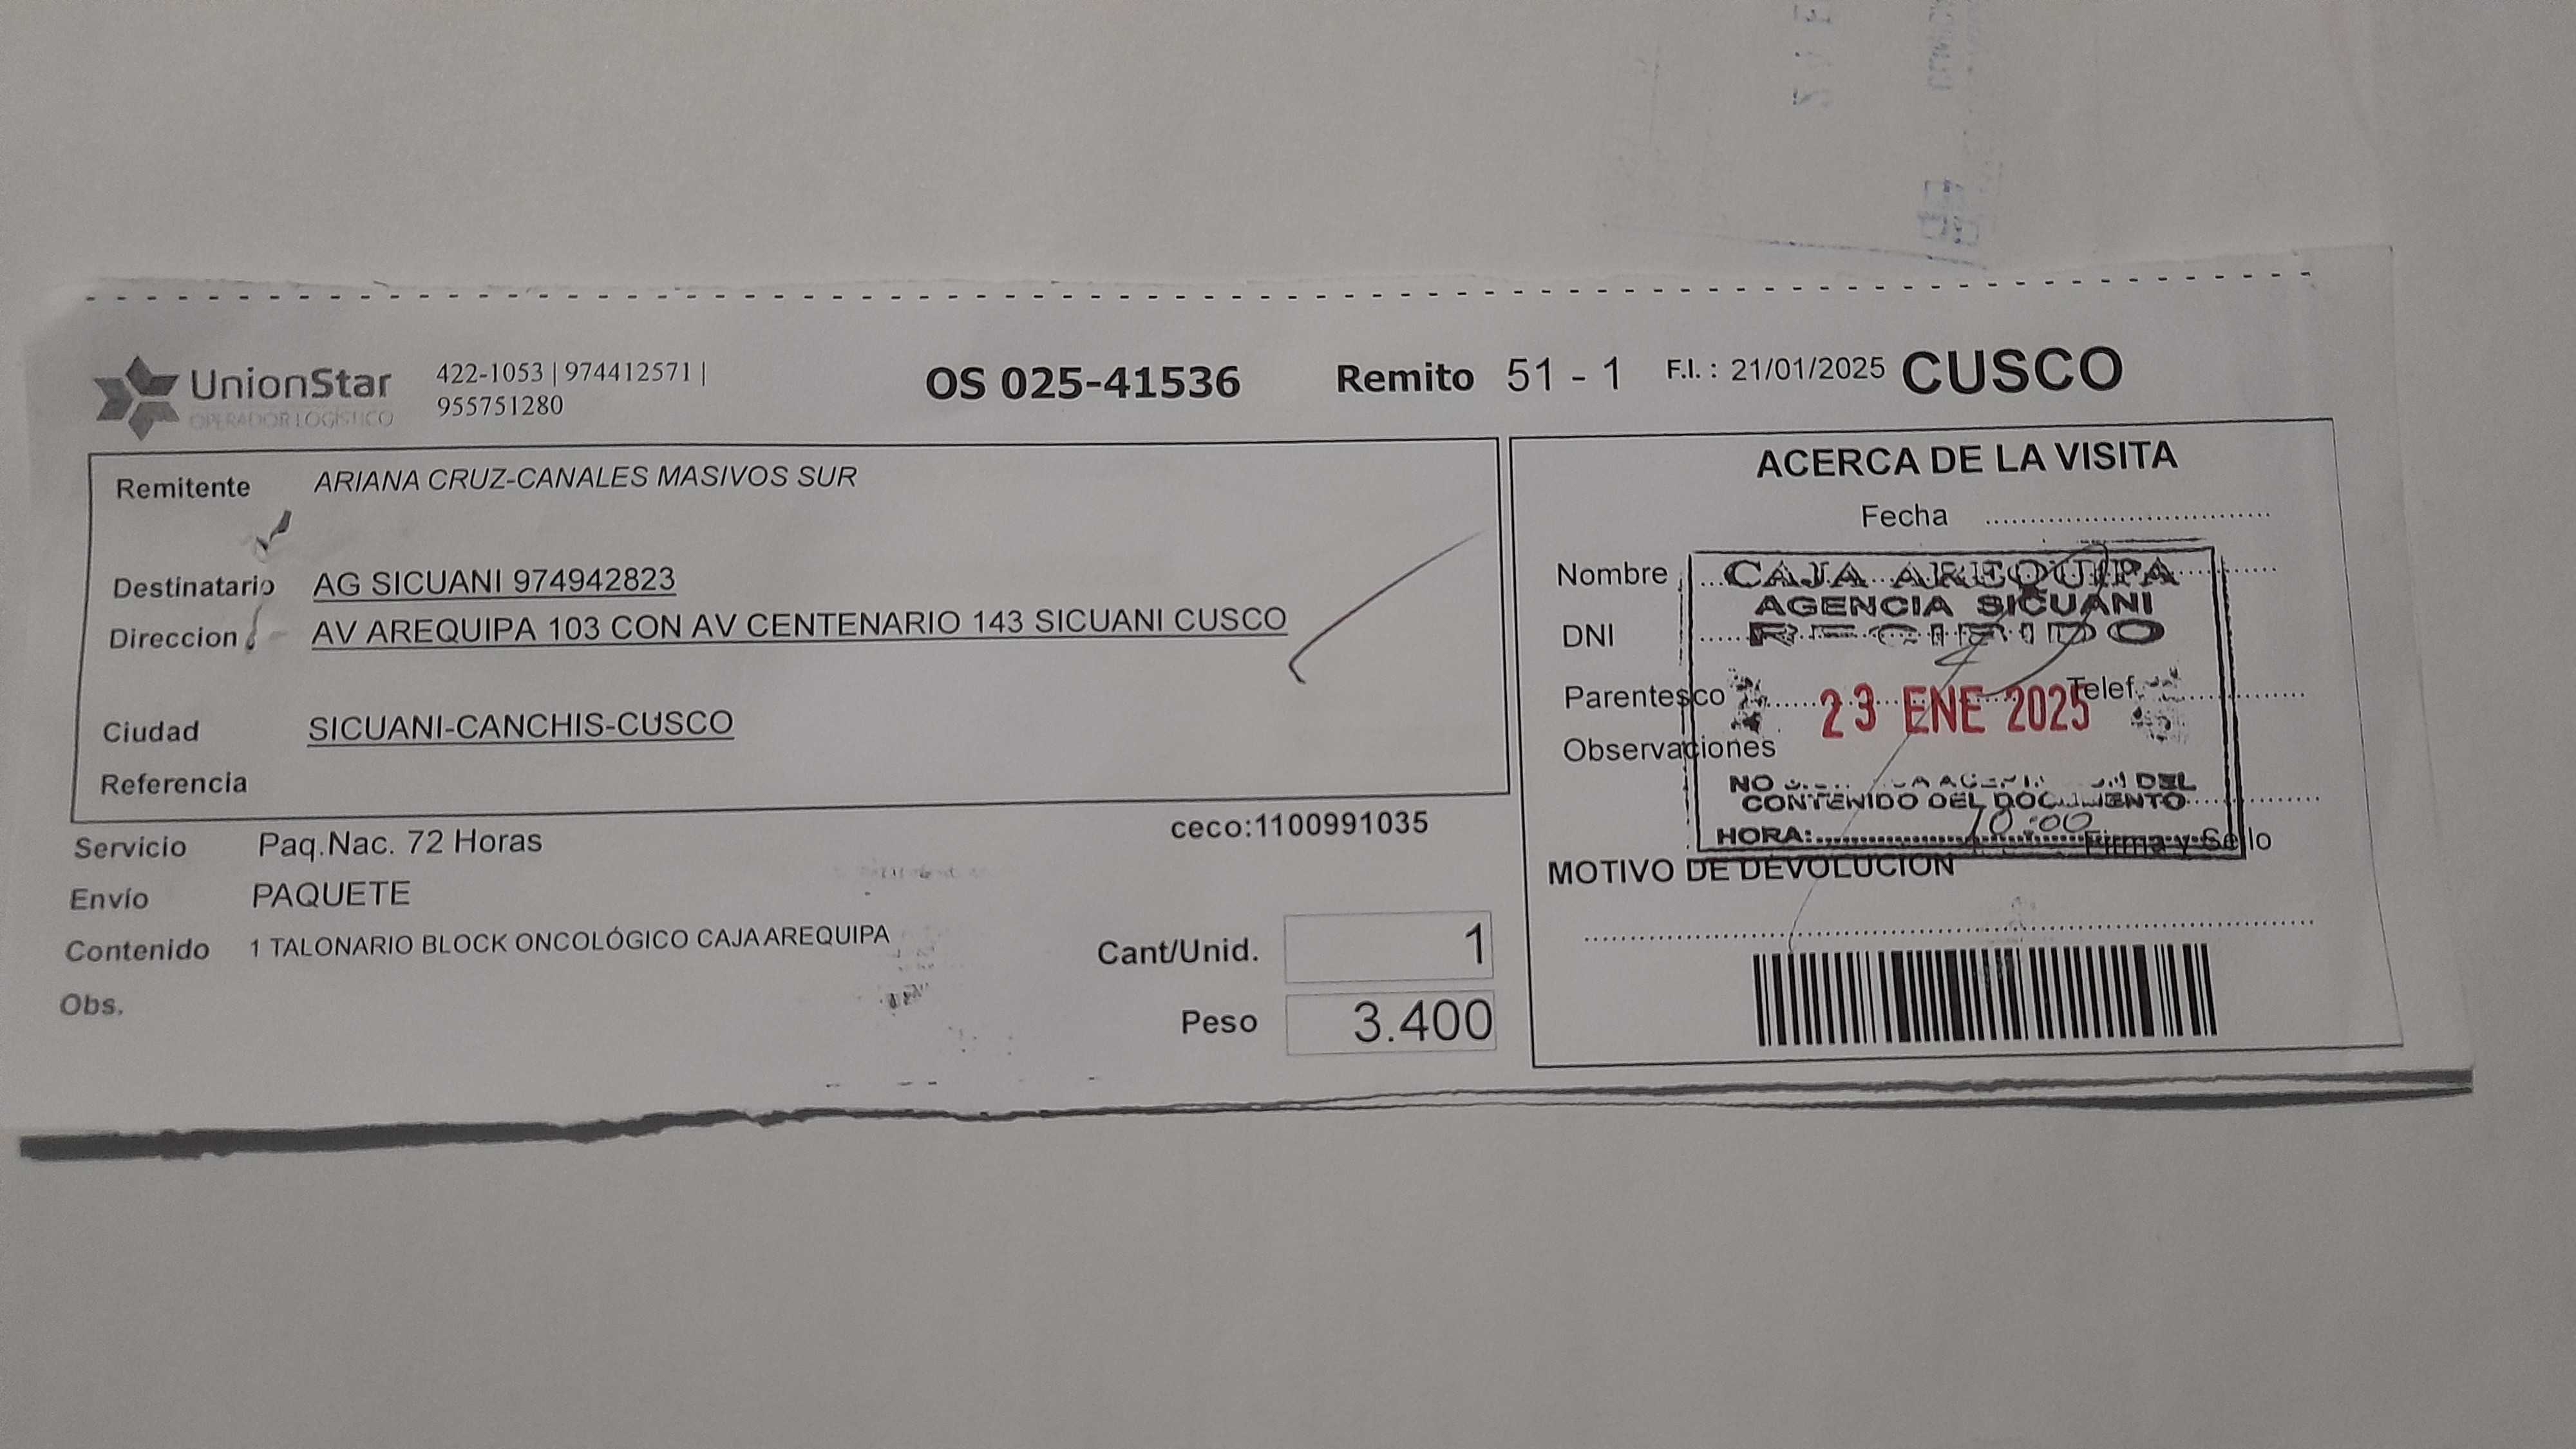 UnionStar
OPERADOR LOGÍSTICO
422-1053 | 974412571 |
955751280
OS 025-41536
Remito 51 - 1
F.I. : 21/01/2025
CUSCO
Remitente ARIANA CRUZ-CANALES MASIVOS SUR
Destinatario AG SICUANI 974942823
Direccion AV AREQUIPA 103 CON AV CENTENARIO 143 SICUANI CUSCO
Ciudad SICUANI-CANCHIS-CUSCO
Referencia
Servicio Paq.Nac. 72 Horas
ceco:1100991035
Envío PAQUETE
Contenido 1 TALONARIO BLOCK ONCOLÓGICO CAJA AREQUIPA
Obs.
Cant/Unid. 1
Peso 3.400
ACERCA DE LA VISITA
Fecha
Nombre
DNI
Parentesco
Telef.
Observaciones
Firma y Sello
CAJA AREQUIPA
AGENCIA SICUANI
RECIBIDO
23 ENE 2025
NO DEL
CONTENIDO DEL DOCUMENTO
HORA: 10:00
MOTIVO DE DEVOLUCION